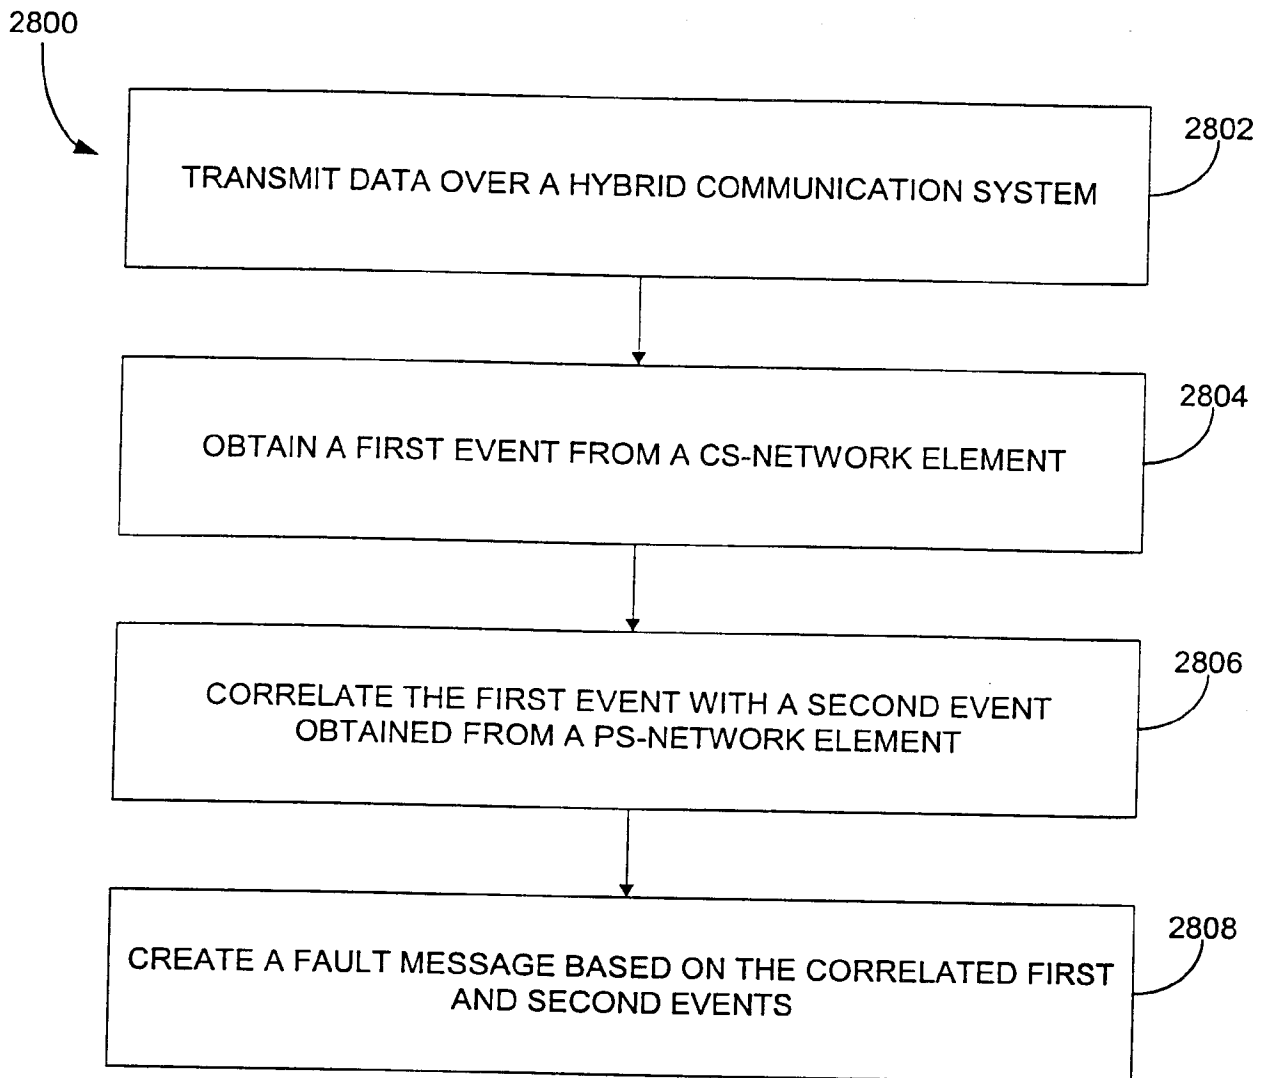 2800
2802
TRANSMIT DATA OVER A HYBRID COMMUNICATION SYSTEM
2804
OBTAIN A FIRST EVENT FROM A CS-NETWORK ELEMENT
2806
CORRELATE THE FIRST EVENT WITH A SECOND EVENT
OBTAINED FROM A PS-NETWORK ELEMENT
2808
CREATE A FAULT MESSAGE BASED ON THE CORRELATED FIRST
AND SECOND EVENTS